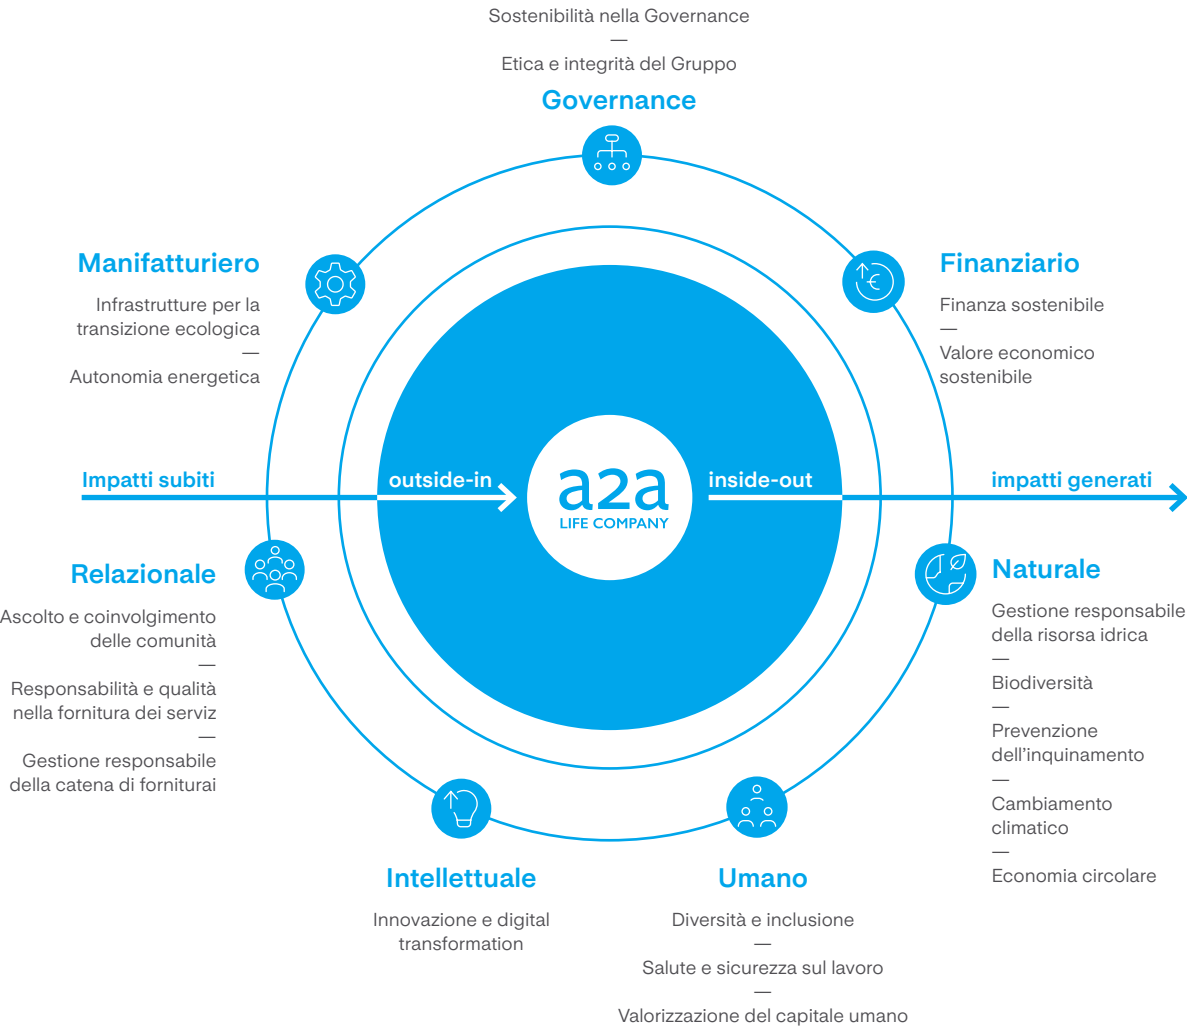 Sostenibilità nella Governance
—
Etica e integrità del Gruppo
Governance
Manifatturiero
Infrastrutture per la
transizione ecologica
—
Autonomia energetica
Finanziario
Finanza sostenibile
—
Valore economico
sostenibile
Impatti subiti
outside-in
a2a
LIFE COMPANY
inside-out
impatti generati
Relazionale
Ascolto e coinvolgimento
delle comunità
—
Responsabilità e qualità
nella fornitura dei serviz
—
Gestione responsabile
della catena di forniturai
Naturale
Gestione responsabile
della risorsa idrica
—
Biodiversità
—
Prevenzione
dell'inquinamento
—
Cambiamento
climatico
—
Economia circolare
Intellettuale
Innovazione e digital
transformation
Umano
Diversità e inclusione
—
Salute e sicurezza sul lavoro
—
Valorizzazione del capitale umano